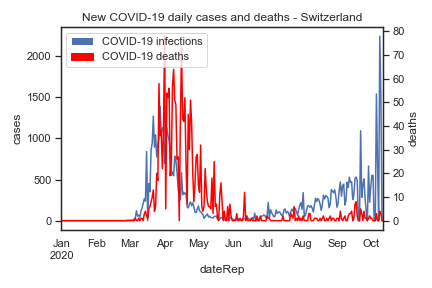 New COVID-19 daily cases and deaths - Switzerland
COVID-19 infections
COVID-19 deaths
cases
2000
1500
1000
500
0
deaths
80
70
60
50
40
30
20
10
0
Jan Feb Mar Apr May Jun Jul Aug Sep Oct
2020
dateRep